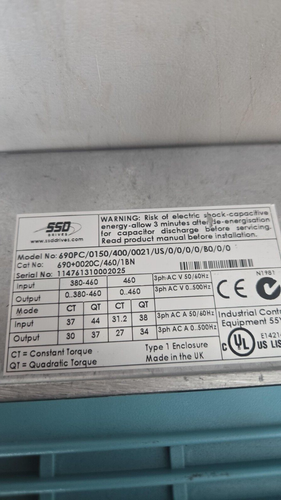 SSD
DRIVES
www.ssddrives.com
WARNING: Risk of electric shock-capacitive
energy-allow 3 minutes after de-energisation
for capacitor discharge before servicing.
Read product manual before installation.
Model No: 690PC/0150/400/0021/US/0/0/0/0/B0/0/0
Cat No: 690+0020C/460/1BN
Serial No: 114761310002025
Input 380-460 460 3ph AC V 50/60Hz
Output 0..380-460 0..460 3ph AC V 0..500Hz
Mode CT QT CT QT
Input 37 44 31.2 38 3ph AC A 50/60Hz
Output 30 37 27 34 3ph AC A 0..500Hz
CT = Constant Torque Type 1 Enclosure
QT = Quadratic Torque Made in the UK
CE
N1981
Industrial Contr
Equipment 55Y
UL US LIS
E1421